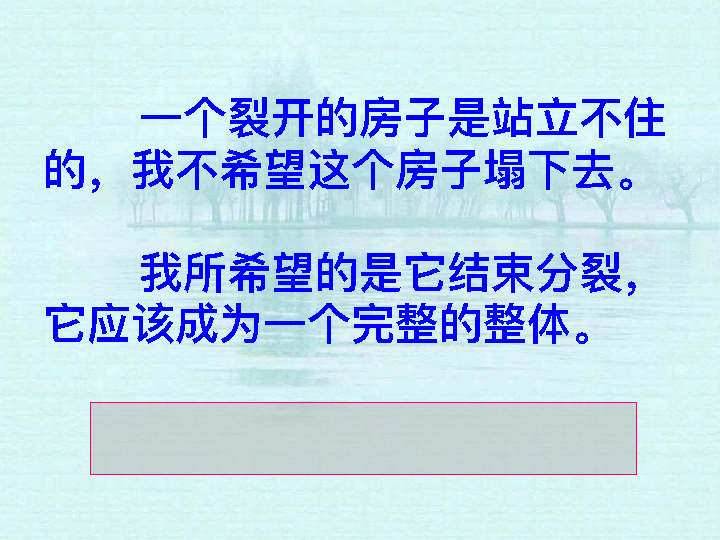 一个裂开的房子是站立不住
的，我不希望这个房子塌下去。
我所希望的是它结束分裂，
它应该成为一个完整的整体。